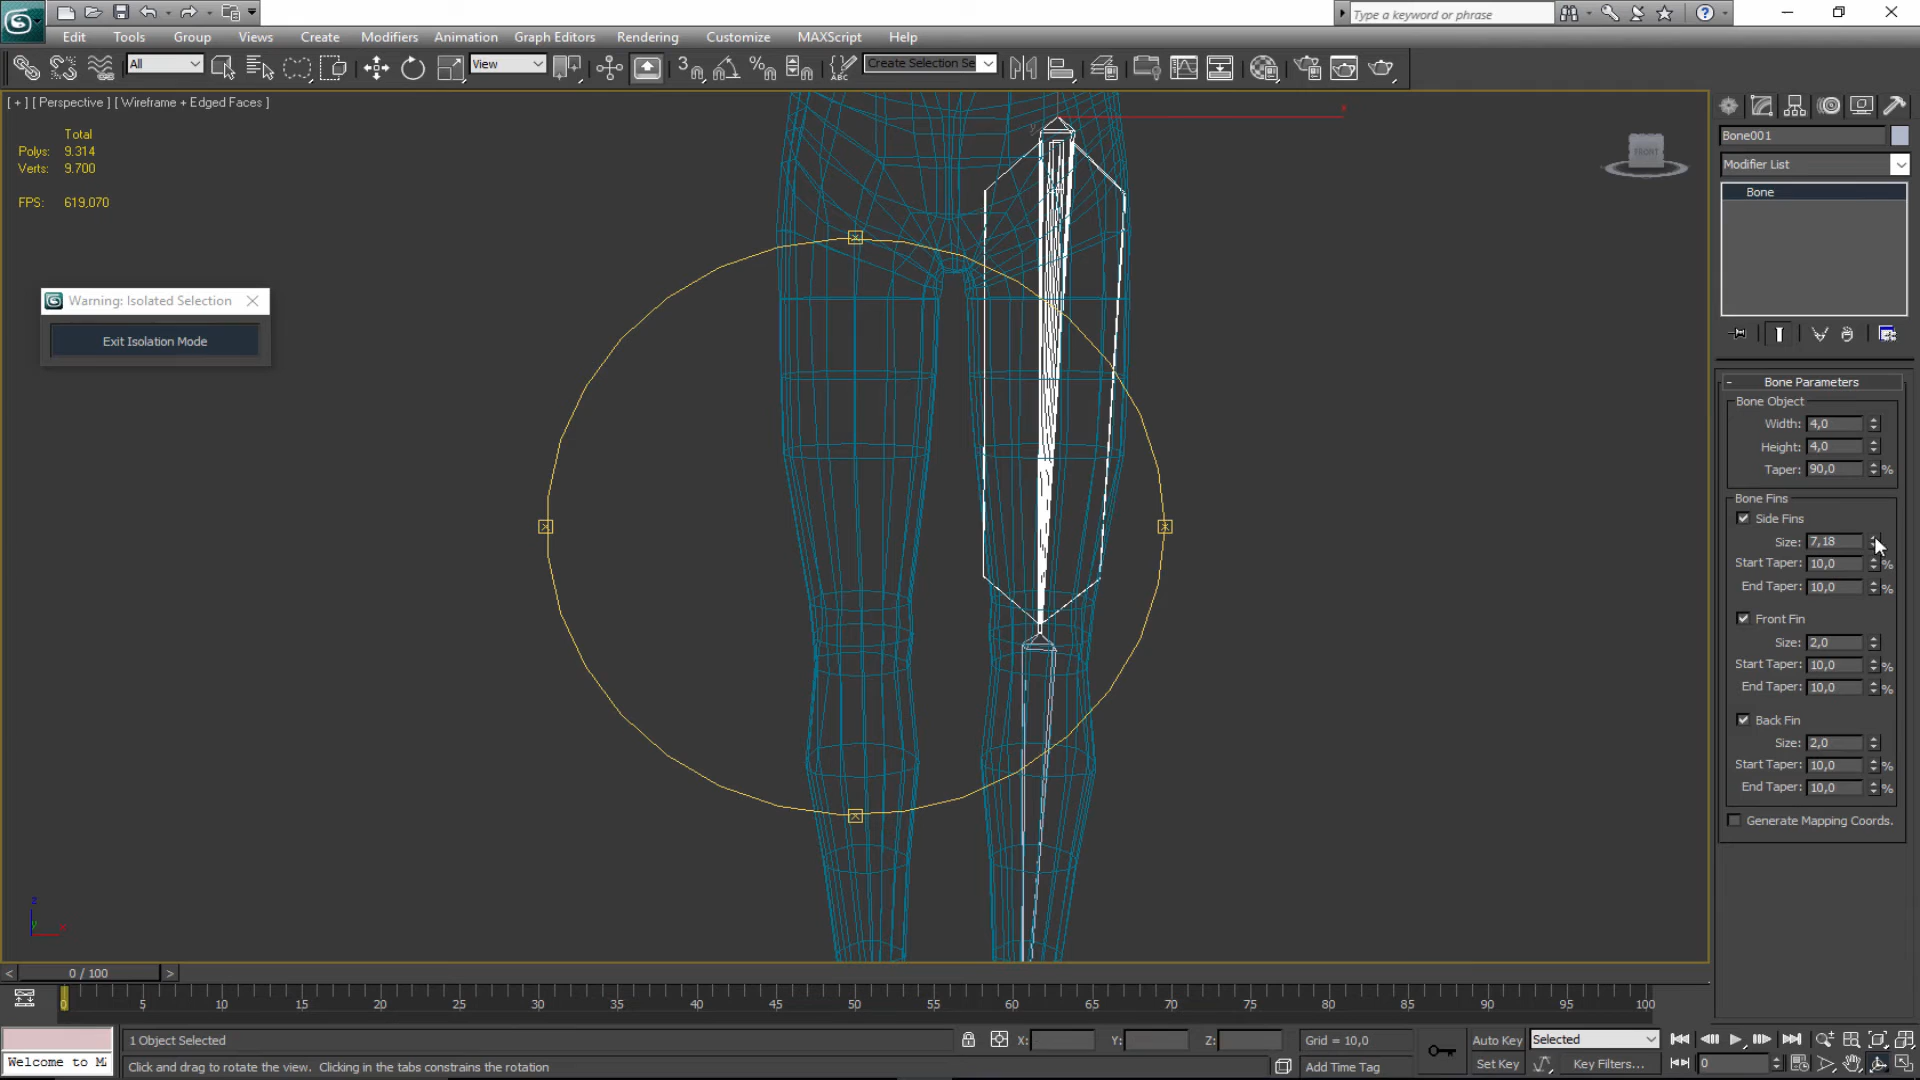 Type a keyword or phrase
Edit Tools Group Views Create Modifiers Animation Graph Editors Rendering Customize MAXScript Help
All View 3 Create Selection Se
[ + ] [ Perspective ] [ Wireframe + Edged Faces ]
Total
Polys: 9.314
Verts: 9.700
FPS: 619,070
Warning: Isolated Selection
Exit Isolation Mode
FRONT
x
y
Bone001
Modifier List
Bone
- Bone Parameters
Bone Object
Width: 4,0
Height: 4,0
Taper: 90,0 %
Bone Fins
Side Fins
Size: 7,18
Start Taper: 10,0 %
End Taper: 10,0 %
Front Fin
Size: 2,0
Start Taper: 10,0 %
End Taper: 10,0 %
Back Fin
Size: 2,0
Start Taper: 10,0 %
End Taper: 10,0 %
Generate Mapping Coords.
z
y x
< 0 / 100 >
0 5 10 15 20 25 30 35 40 45 50 55 60 65 70 75 80 85 90 95 100
1 Object Selected X: Y: Z: Grid = 10,0 Auto Key Selected
Welcome to M Click and drag to rotate the view. Clicking in the tabs constrains the rotation Add Time Tag Set Key Key Filters... 0